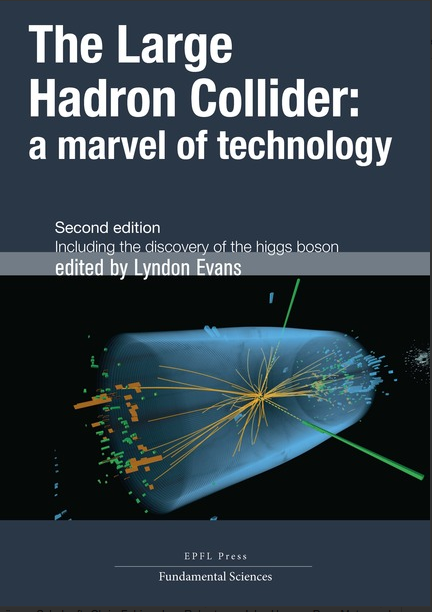 The Large
Hadron Collider:
a marvel of technology
Second edition
Including the discovery of the higgs boson
edited by Lyndon Evans
EPFL Press
Fundamental Sciences